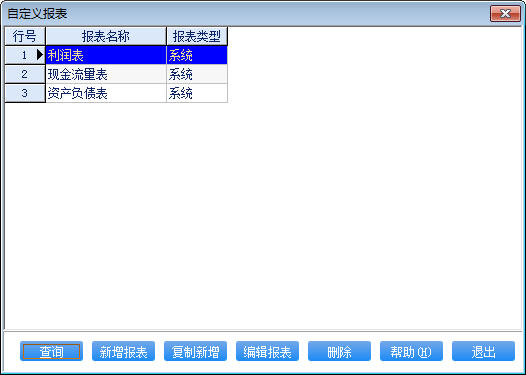 自定义报表
行号 报表名称 报表类型
1 利润表 系统
2 现金流量表 系统
3 资产负债表 系统
查询 新增报表 复制新增 编辑报表 删除 帮助(H) 退出